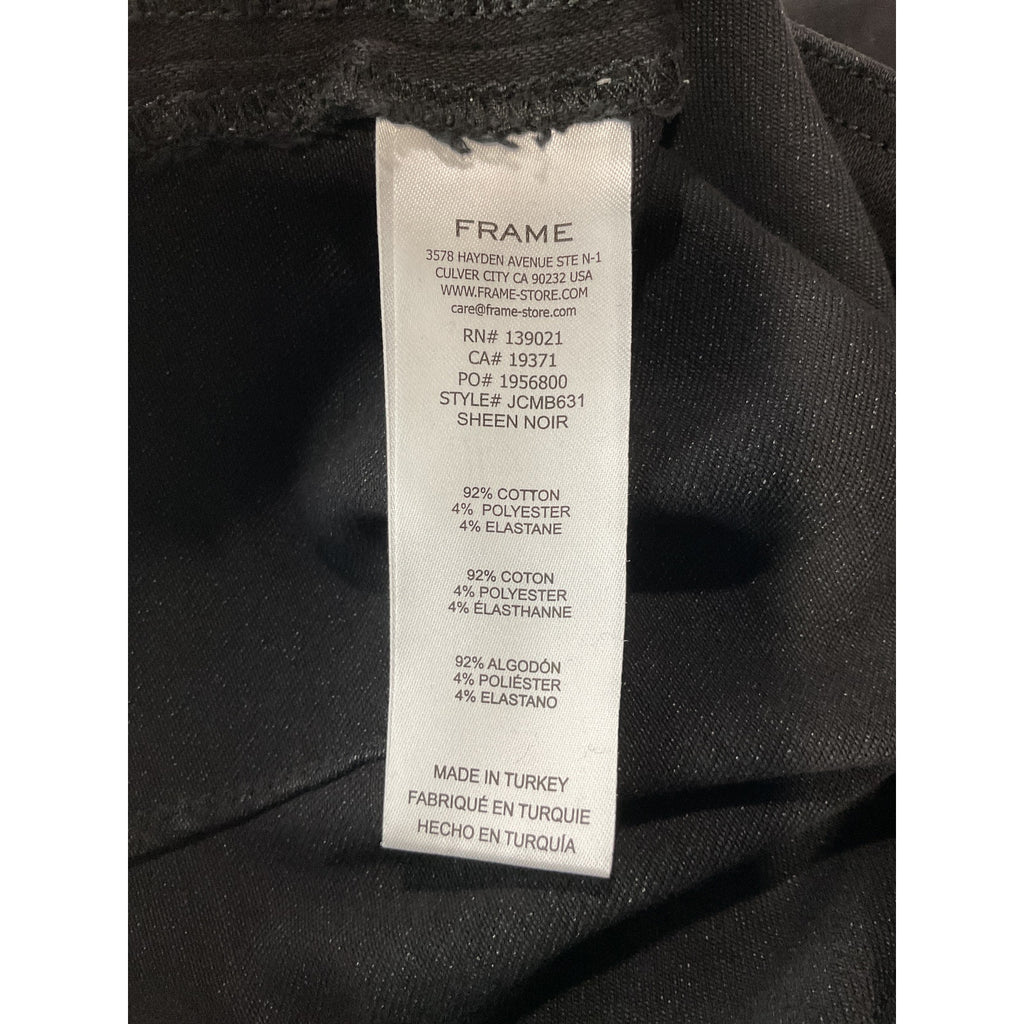 FRAME
3578 HAYDEN AVENUE STE N-1
CULVER CITY CA 90232 USA
WWW.FRAME-STORE.COM
care@frame-store.com
RN# 139021
CA# 19371
PO# 1956800
STYLE# JCMB631
SHEEN NOIR
92% COTTON
4% POLYESTER
4% ELASTANE
92% COTON
4% POLYESTER
4% ÉLASTHANNE
92% ALGODÓN
4% POLIÉSTER
4% ELASTANO
MADE IN TURKEY
FABRIQUÉ EN TURQUIE
HECHO EN TURQUÍA